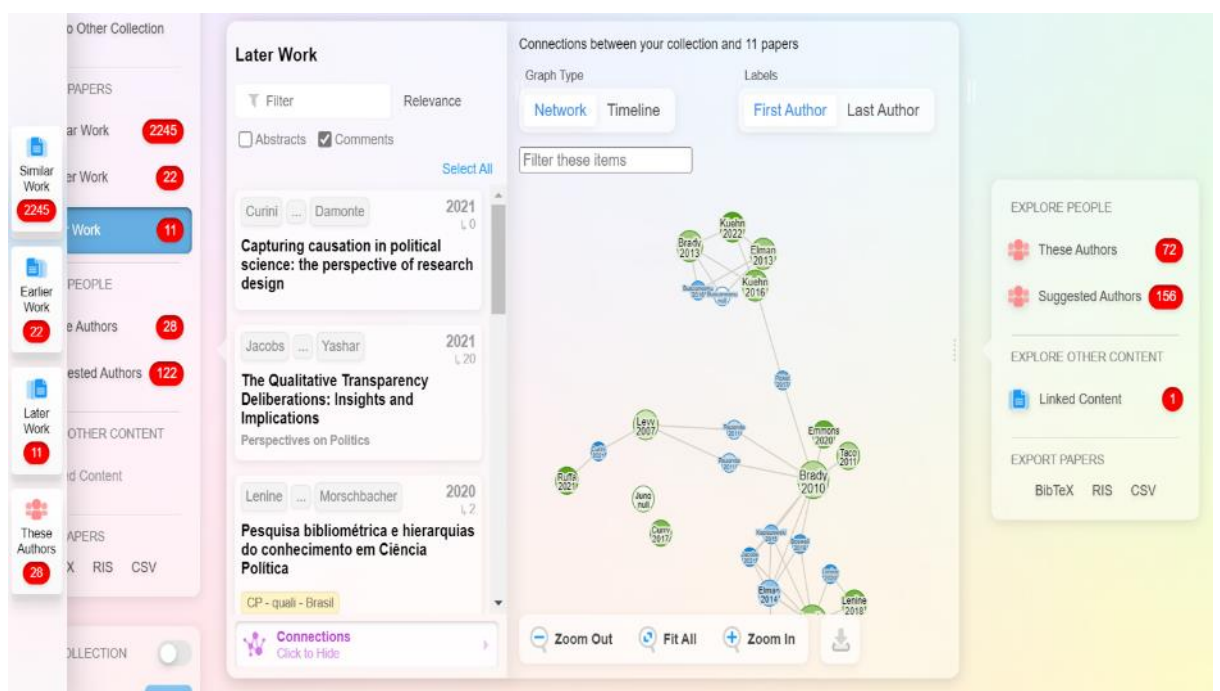 o Other Collection
PAPERS
ar Work 2245
er Work 22
Work 11
PEOPLE
e Authors 28
ested Authors 122
OTHER CONTENT
d Content
APERS
X RIS CSV
OLLECTION
Similar
Work
2245
Earlier
Work
22
Later
Work
11
These
Authors
28
Later Work
Filter Relevance
Abstracts Comments
Select All
Curini ... Damonte 2021
0
Capturing causation in political
science: the perspective of research
design
Jacobs ... Yashar 2021
20
The Qualitative Transparency
Deliberations: Insights and
Implications
Perspectives on Politics
Lenine ... Morschbacher 2020
2
Pesquisa bibliométrica e hierarquias
do conhecimento em Ciência
Política
CP - quali - Brasil
Connections
Click to Hide
Connections between your collection and 11 papers
Graph Type Labels
Network Timeline First Author Last Author
Filter these items
Kuehn
2022
Brady
2013
Elman
2013
Kuehn
2016
Levy
2007
Emmons
2020
Taco
2011
Ruffa
2021
Brady
2010
Junq
null
Curry
2017
Elman
2014
Lenine
2018
Zoom Out Fit All Zoom In
EXPLORE PEOPLE
These Authors 72
Suggested Authors 156
EXPLORE OTHER CONTENT
Linked Content 1
EXPORT PAPERS
BibTeX RIS CSV